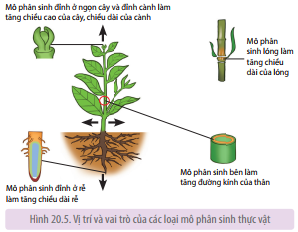 Mô phân sinh đỉnh ở ngọn cây và đỉnh cành làm
tăng chiều cao của cây, chiều dài của cành
Mô phân
sinh lóng làm
tăng chiều
dài của lóng
Mô phân sinh đỉnh ở rễ
làm tăng chiều dài rễ
Mô phân sinh bên làm
tăng đường kính của thân
Hình 20.5. Vị trí và vai trò của các loại mô phân sinh thực vật